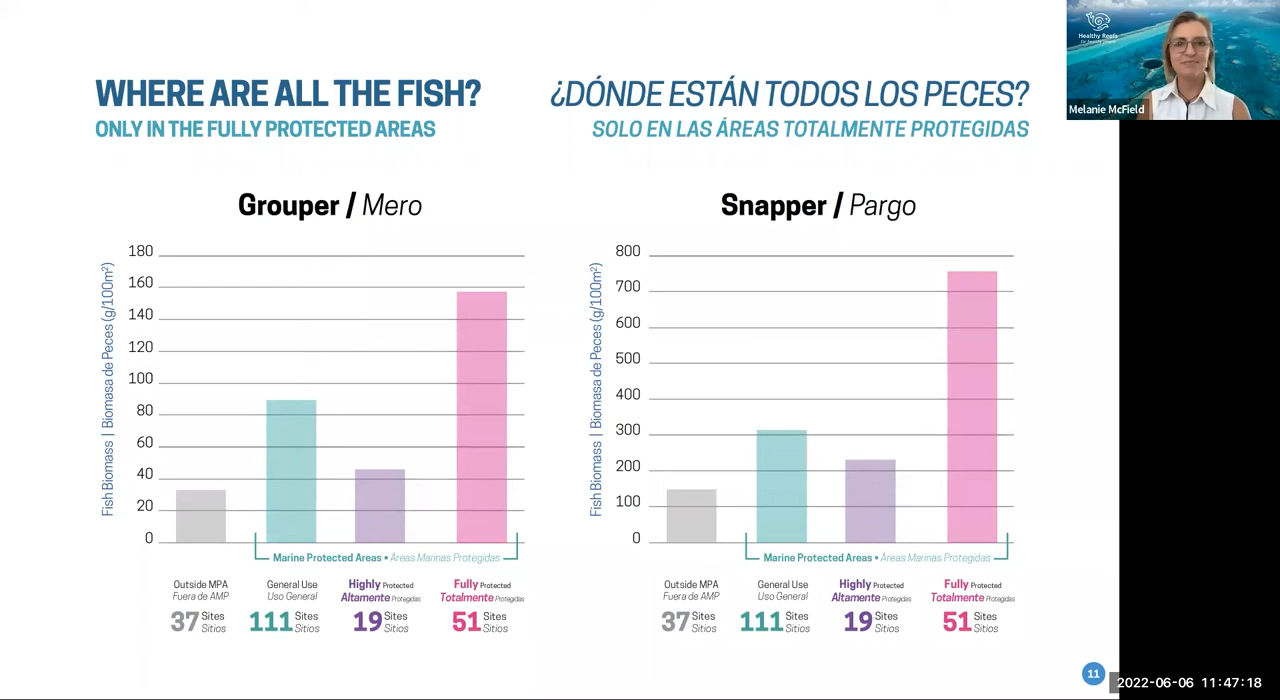 WHERE ARE ALL THE FISH?
ONLY IN THE FULLY PROTECTED AREAS
¿DÓNDE ESTÁN TODOS LOS PECES?
SOLO EN LAS ÁREAS TOTALMENTE PROTEGIDAS
Healthy Reefs
for healthy people
Melanie McField
Grouper / Mero
Fish Biomass | Biomasa de Peces (g/100m²)
180
160
140
120
100
80
60
40
20
0
Marine Protected Areas • Áreas Marinas Protegidas
Outside MPA
Fuera de AMP
37 Sites
Sitios
General Use
Uso General
111 Sites
Sitios
Highly Protected
Altamente Protegidas
19 Sites
Sitios
Fully Protected
Totalmente Protegidas
51 Sites
Sitios
Snapper / Pargo
Fish Biomass | Biomasa de Peces (g/100m²)
800
700
600
500
400
300
200
100
0
Marine Protected Areas • Áreas Marinas Protegidas
Outside MPA
Fuera de AMP
37 Sites
Sitios
General Use
Uso General
111 Sites
Sitios
Highly Protected
Altamente Protegidas
19 Sites
Sitios
Fully Protected
Totalmente Protegidas
51 Sites
Sitios
11
2022-06-06 11:47:18